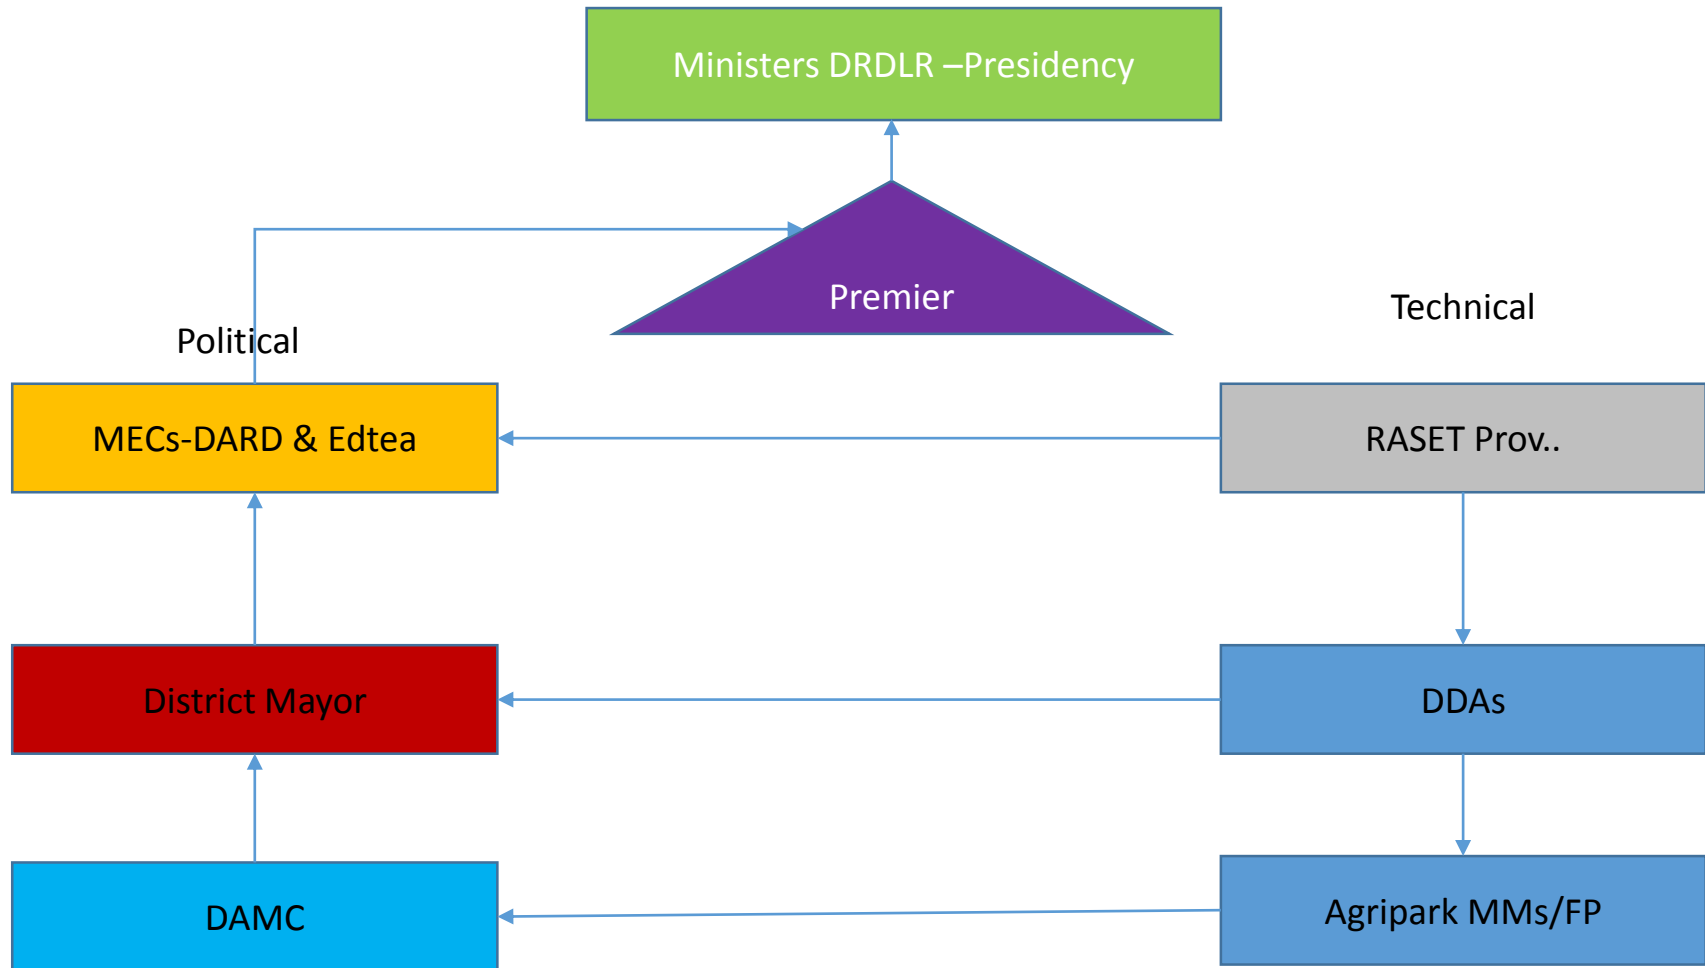 Ministers DRDLR –Presidency
Premier
Technical
Political
MECs-DARD & Edtea
RASET Prov..
District Mayor
DDAs
DAMC
Agripark MMs/FP